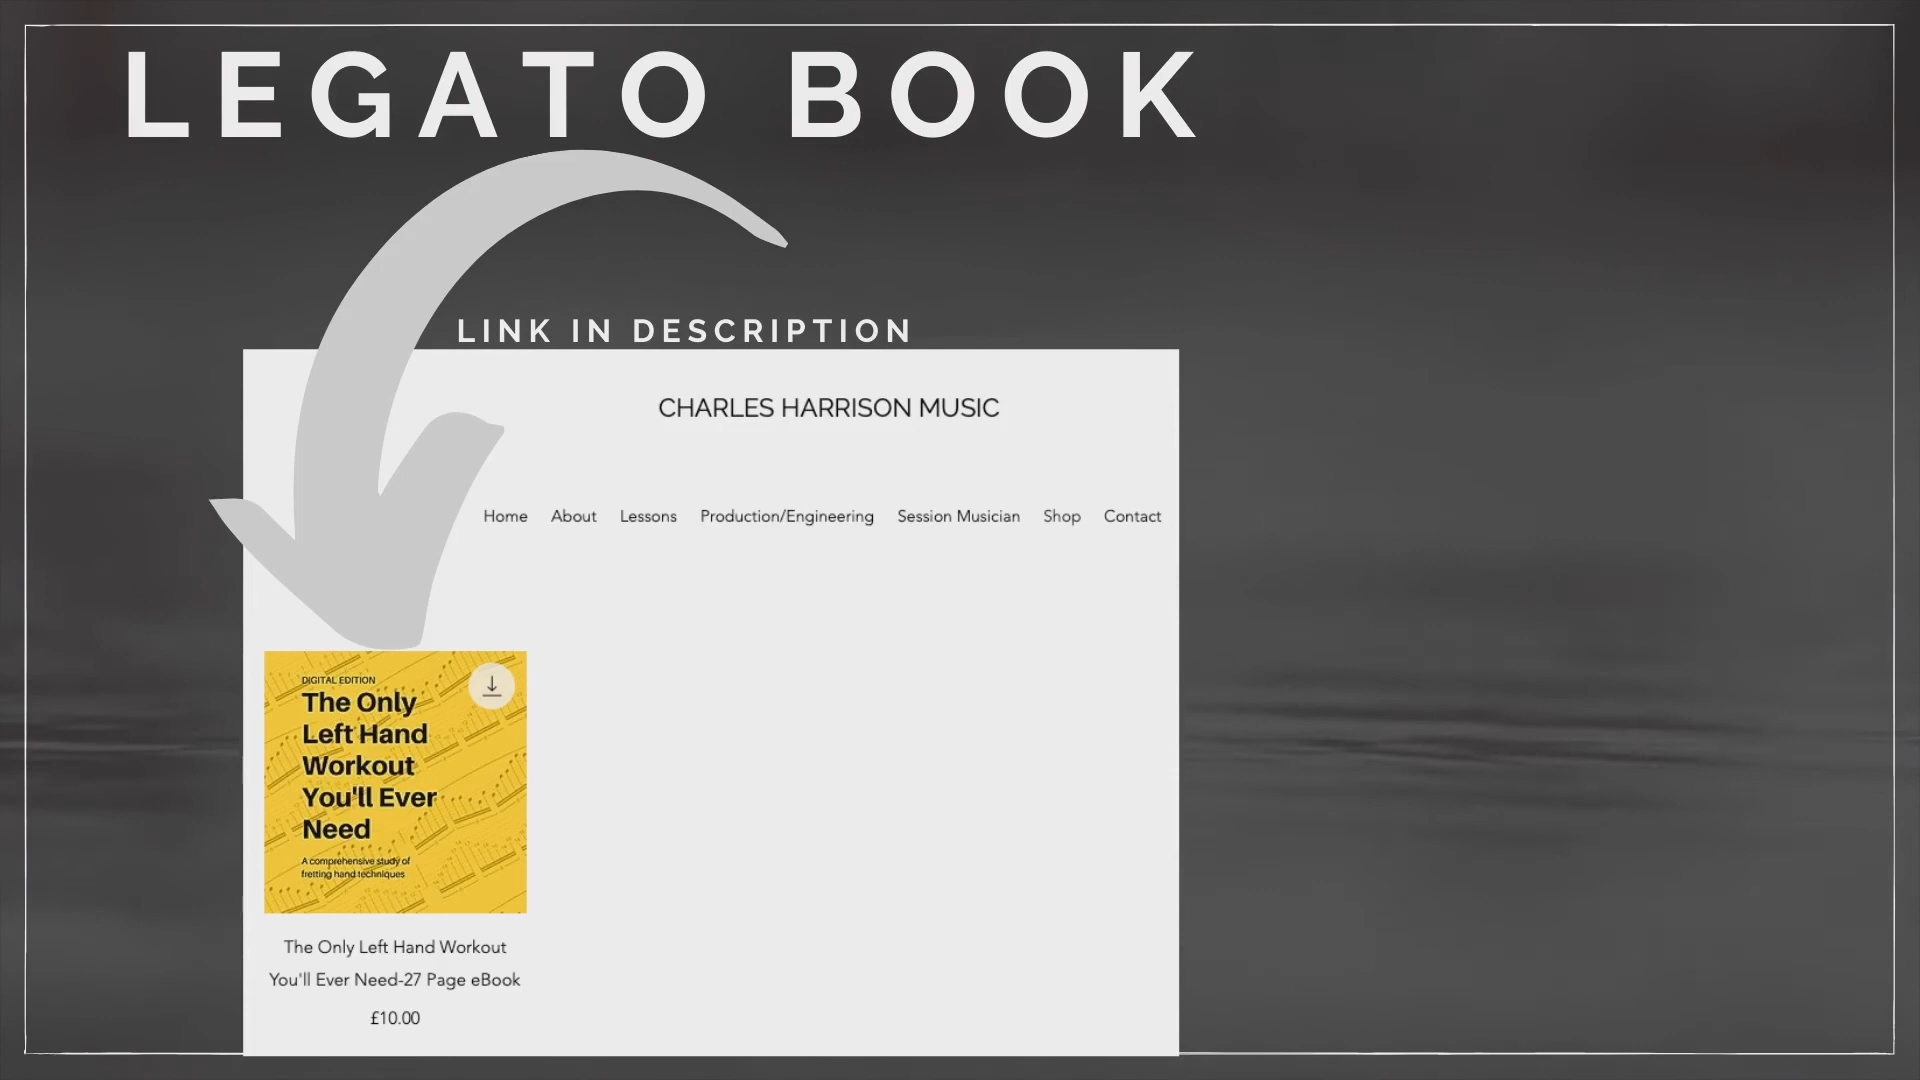 LEGATO BOOK
LINK IN DESCRIPTION
CHARLES HARRISON MUSIC
Home About Lessons Production/Engineering Session Musician Shop Contact
DIGITAL EDITION
The Only
Left Hand
Workout
You'll Ever
Need
A comprehensive study of
fretting hand techniques
The Only Left Hand Workout
You'll Ever Need-27 Page eBook
£10.00